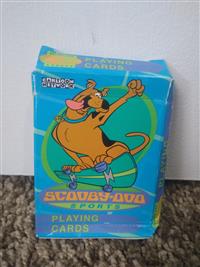 PLAYING
CARDS
CARTOON
NETWORK
SCOOBY-DOO
SPORTS
PLAYING
CARDS